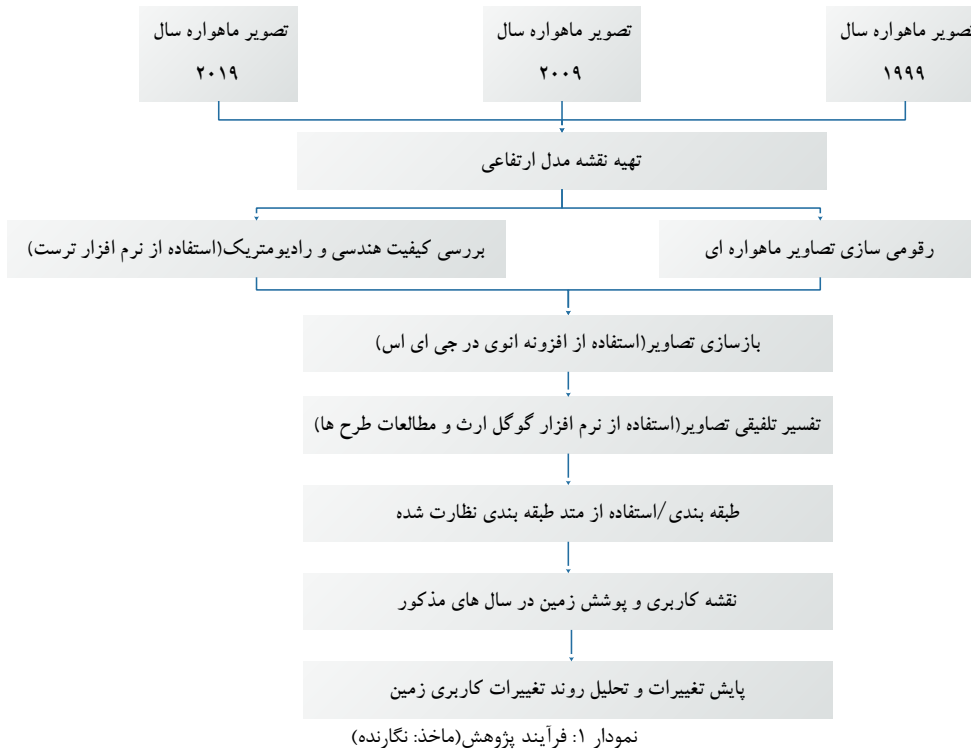 تصویر ماهواره سال
۱۹۹۹
تصویر ماهواره سال
۲۰۰۹
تصویر ماهواره سال
۲۰۱۹
تهیه نقشه مدل ارتفاعی
رقومی سازی تصاویر ماهواره ای
بررسی کیفیت هندسی و رادیومتریک(استفاده از نرم افزار ترست)
بازسازی تصاویر(استفاده از افزونه انوی در جی ای اس)
تفسیر تلفیقی تصاویر(استفاده از نرم افزار گوگل ارث و مطالعات طرح ها)
طبقه بندی/استفاده از متد طبقه بندی نظارت شده
نقشه کاربری و پوشش زمین در سال های مذکور
پایش تغییرات و تحلیل روند تغییرات کاربری زمین
نمودار ۱: فرآیند پژوهش(ماخذ: نگارنده)